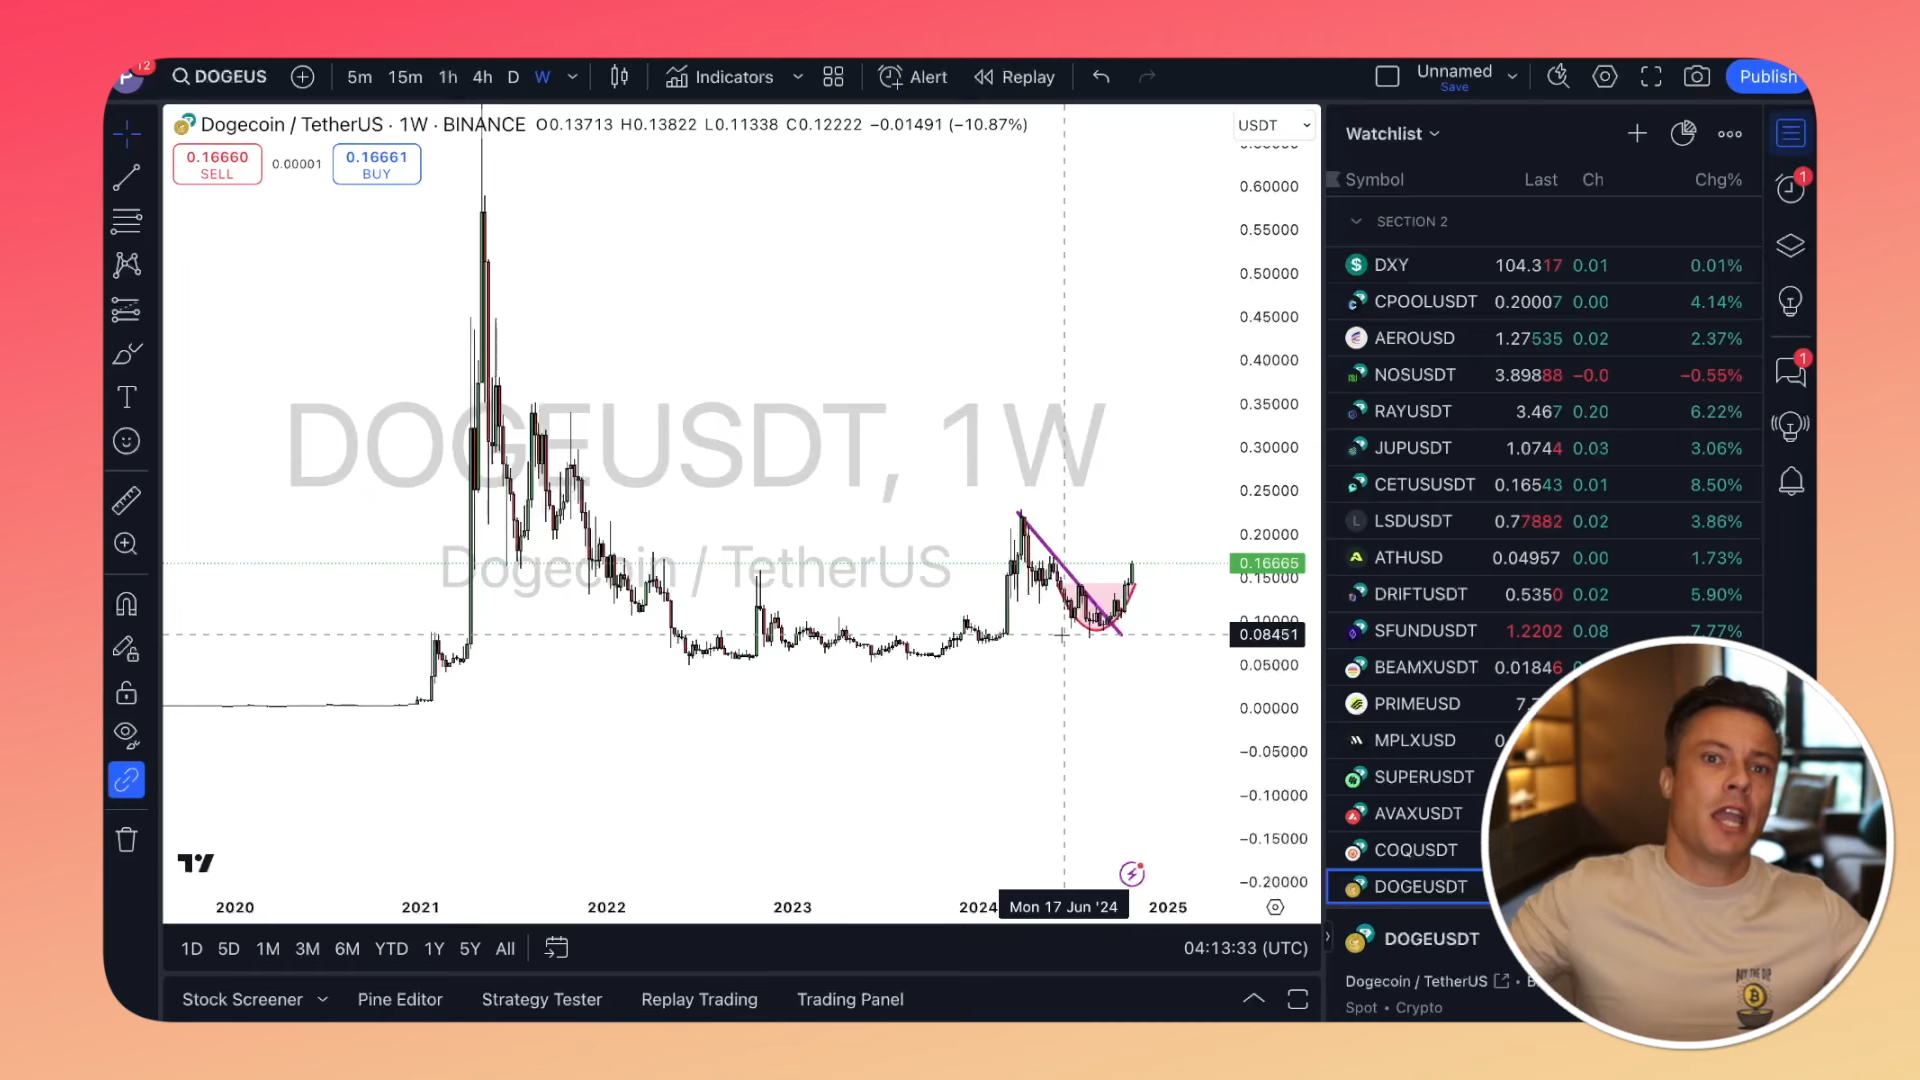 12
P DOGEUS 5m 15m 1h 4h D W Indicators Alert Replay Unnamed Save Publish
Dogecoin / TetherUS · 1W · BINANCE O0.13713 H0.13822 L0.11338 C0.12222 −0.01491 (−10.87%) USDT
0.16660 SELL 0.00001 0.16661 BUY
DOGEUSDT, 1W
Dogecoin / TetherUS
0.60000
0.55000
0.50000
0.45000
0.40000
0.35000
0.30000
0.25000
0.20000
0.16665
0.15000
0.10000
0.08451
0.05000
0.00000
−0.05000
−0.10000
−0.15000
−0.20000
2020 2021 2022 2023 2024 Mon 17 Jun '24 2025
1D 5D 1M 3M 6M YTD 1Y 5Y All 04:13:33 (UTC)
Stock Screener Pine Editor Strategy Tester Replay Trading Trading Panel
Watchlist
Symbol Last Ch Chg%
SECTION 2
DXY 104.317 0.01 0.01%
CPOOLUSDT 0.20007 0.00 4.14%
AEROUSD 1.27535 0.02 2.37%
NOSUSDT 3.89888 −0.0 −0.55%
RAYUSDT 3.467 0.20 6.22%
JUPUSDT 1.0744 0.03 3.06%
CETUSUSDT 0.16543 0.01 8.50%
L LSDUSDT 0.77882 0.02 3.86%
ATHUSD 0.04957 0.00 1.73%
DRIFTUSDT 0.5350 0.02 5.90%
SFUNDUSDT 1.2202 0.08 7.77%
BEAMXUSDT 0.01846
PRIMEUSD 7.
MPLXUSD 0.
SUPERUSDT
AVAXUSDT
COQUSDT
DOGEUSDT
DOGEUSDT
Dogecoin / TetherUS •
Spot • Crypto
1
1
BUY THE DIP